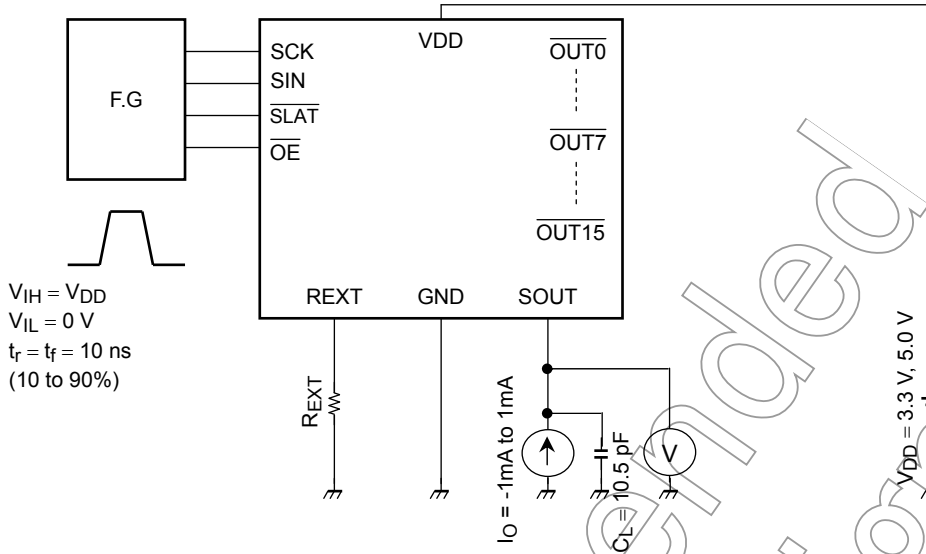 F.G
SCK
SIN
SLAT
OE
VDD
OUT0
OUT7
OUT15
REXT
GND
SOUT
VIH = VDD
VIL = 0 V
tr = tf = 10 ns
(10 to 90%)
REXT
IO = -1mA to 1mA
CL = 10.5 pF
V
VDD = 3.3 V, 5.0 V
ended